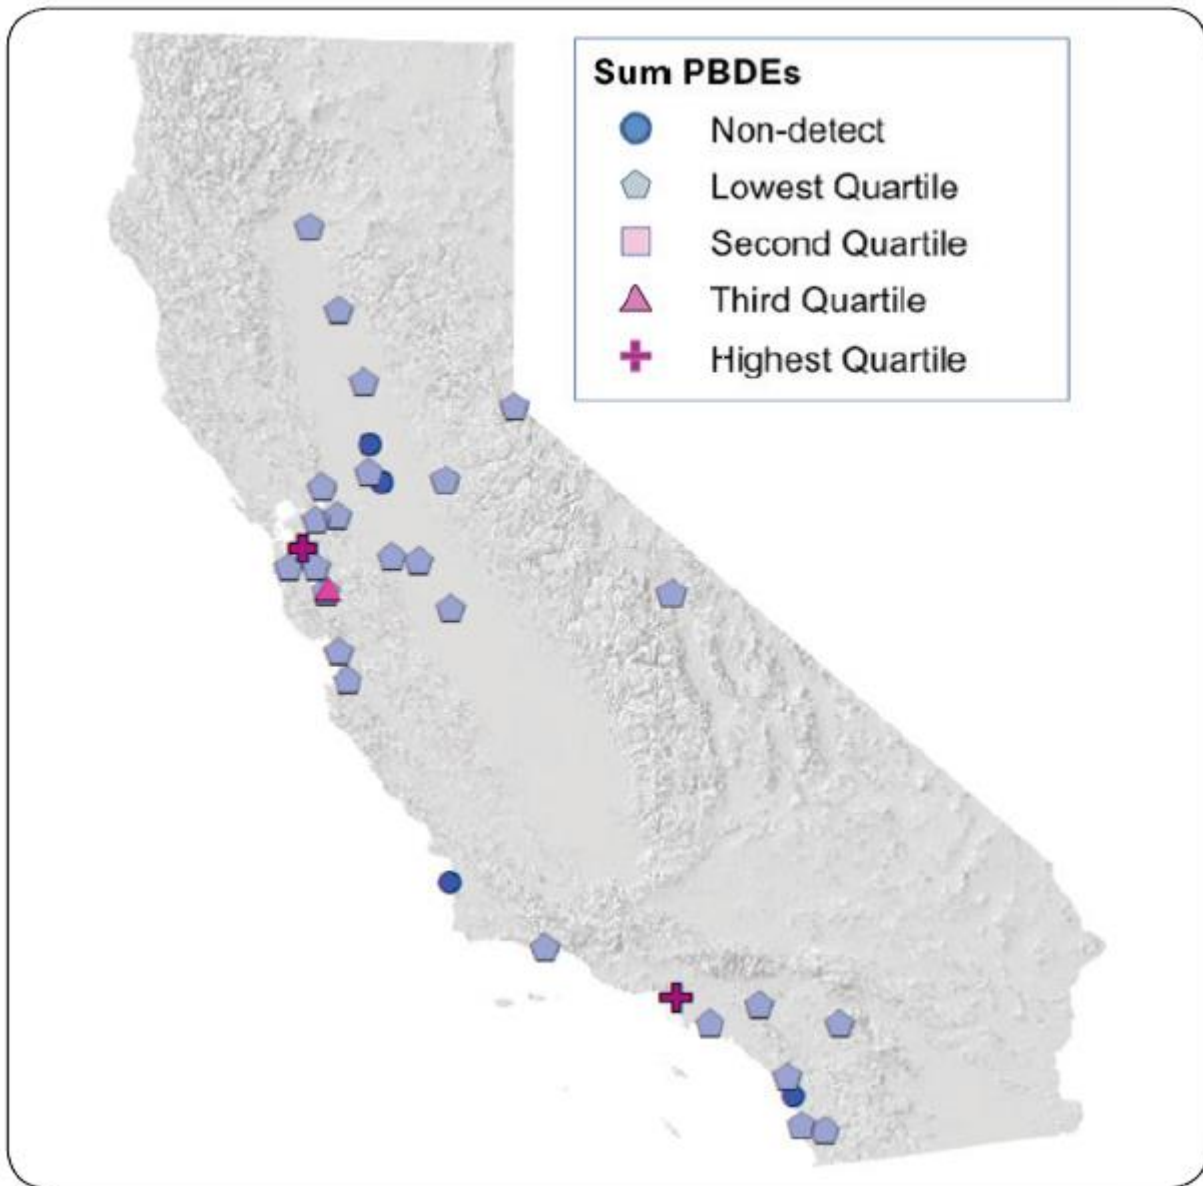 Sum PBDEs
Non-detect
Lowest Quartile
Second Quartile
Third Quartile
Highest Quartile